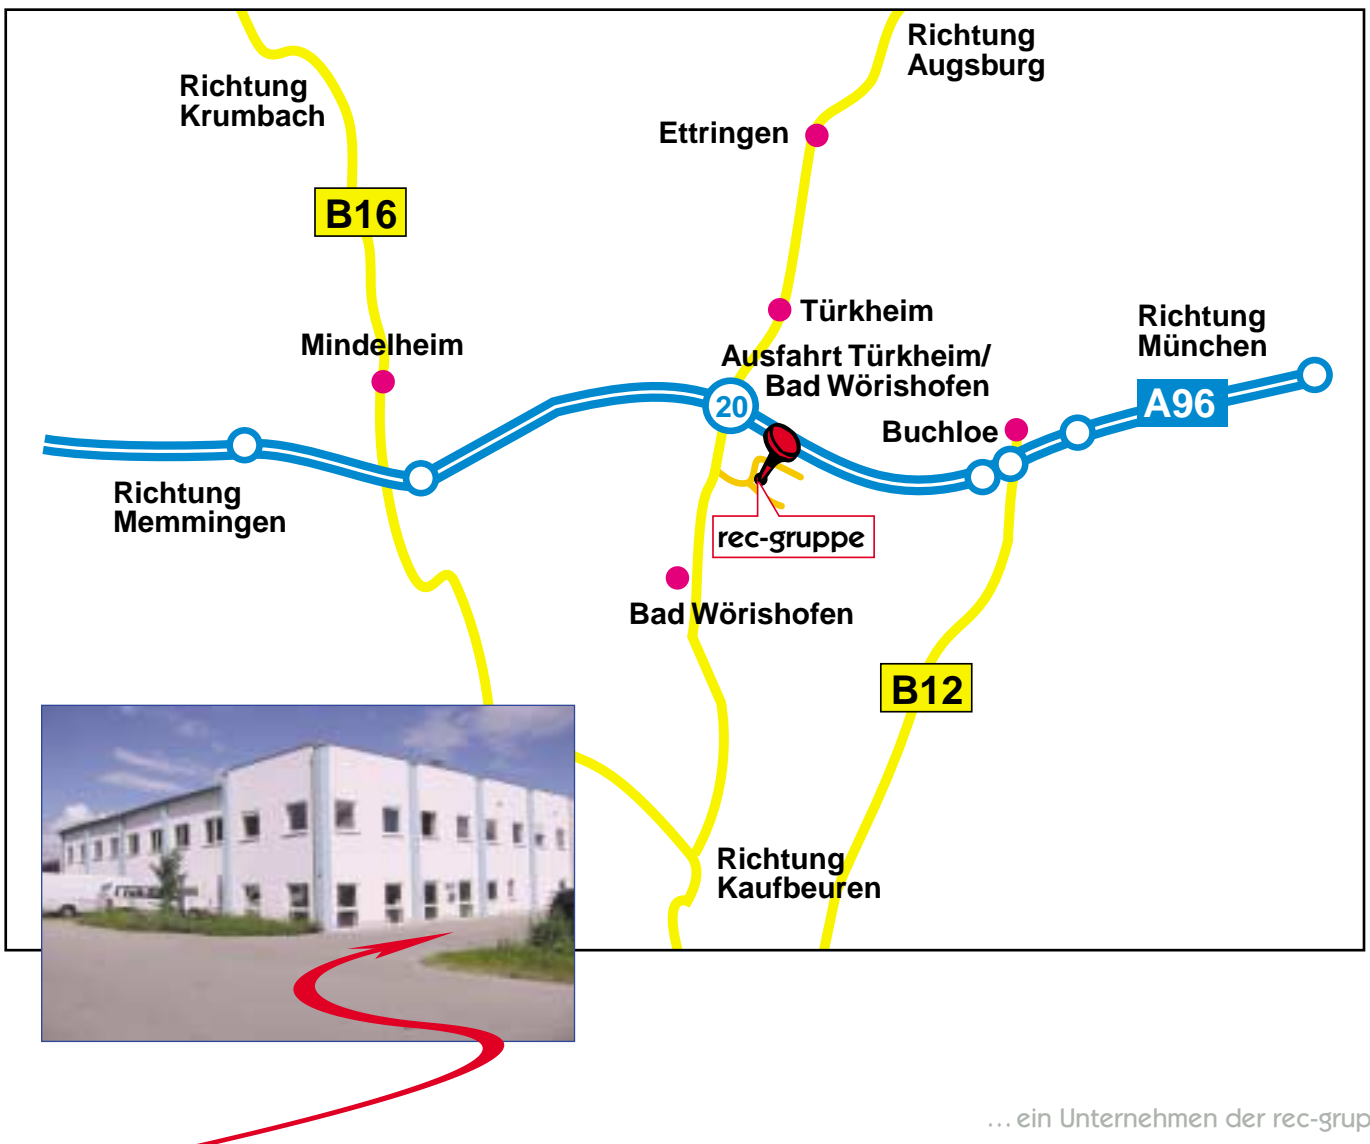 Richtung
Augsburg
Richtung
Krumbach
Ettringen
B16
Türkheim
Richtung
München
Mindelheim
Ausfahrt Türkheim/
Bad Wörishofen
20
A96
Buchloe
Richtung
Memmingen
rec-gruppe
Bad Wörishofen
B12
Richtung
Kaufbeuren
... ein Unternehmen der rec-grup